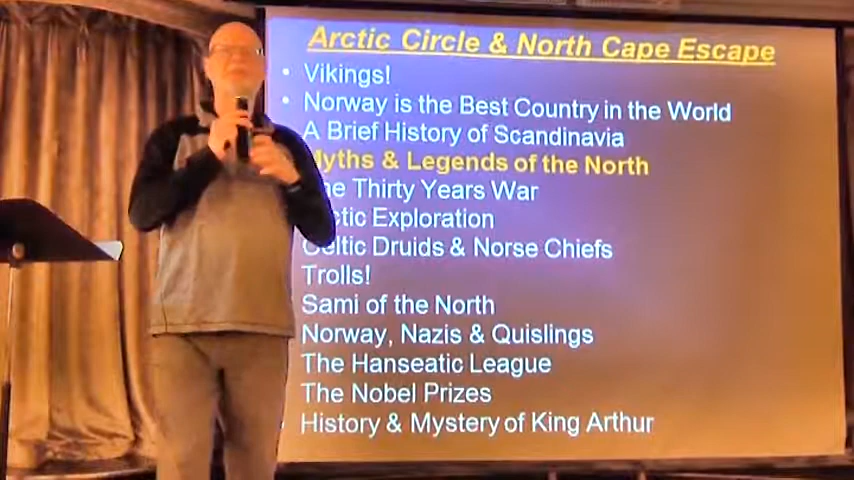 Arctic Circle & North Cape Escape
• Vikings!
• Norway is the Best Country in the World
A Brief History of Scandinavia
yths & Legends of the North
e Thirty Years War
ctic Exploration
Celtic Druids & Norse Chiefs
Trolls!
Sami of the North
Norway, Nazis & Quislings
The Hanseatic League
The Nobel Prizes
History & Mystery of King Arthur